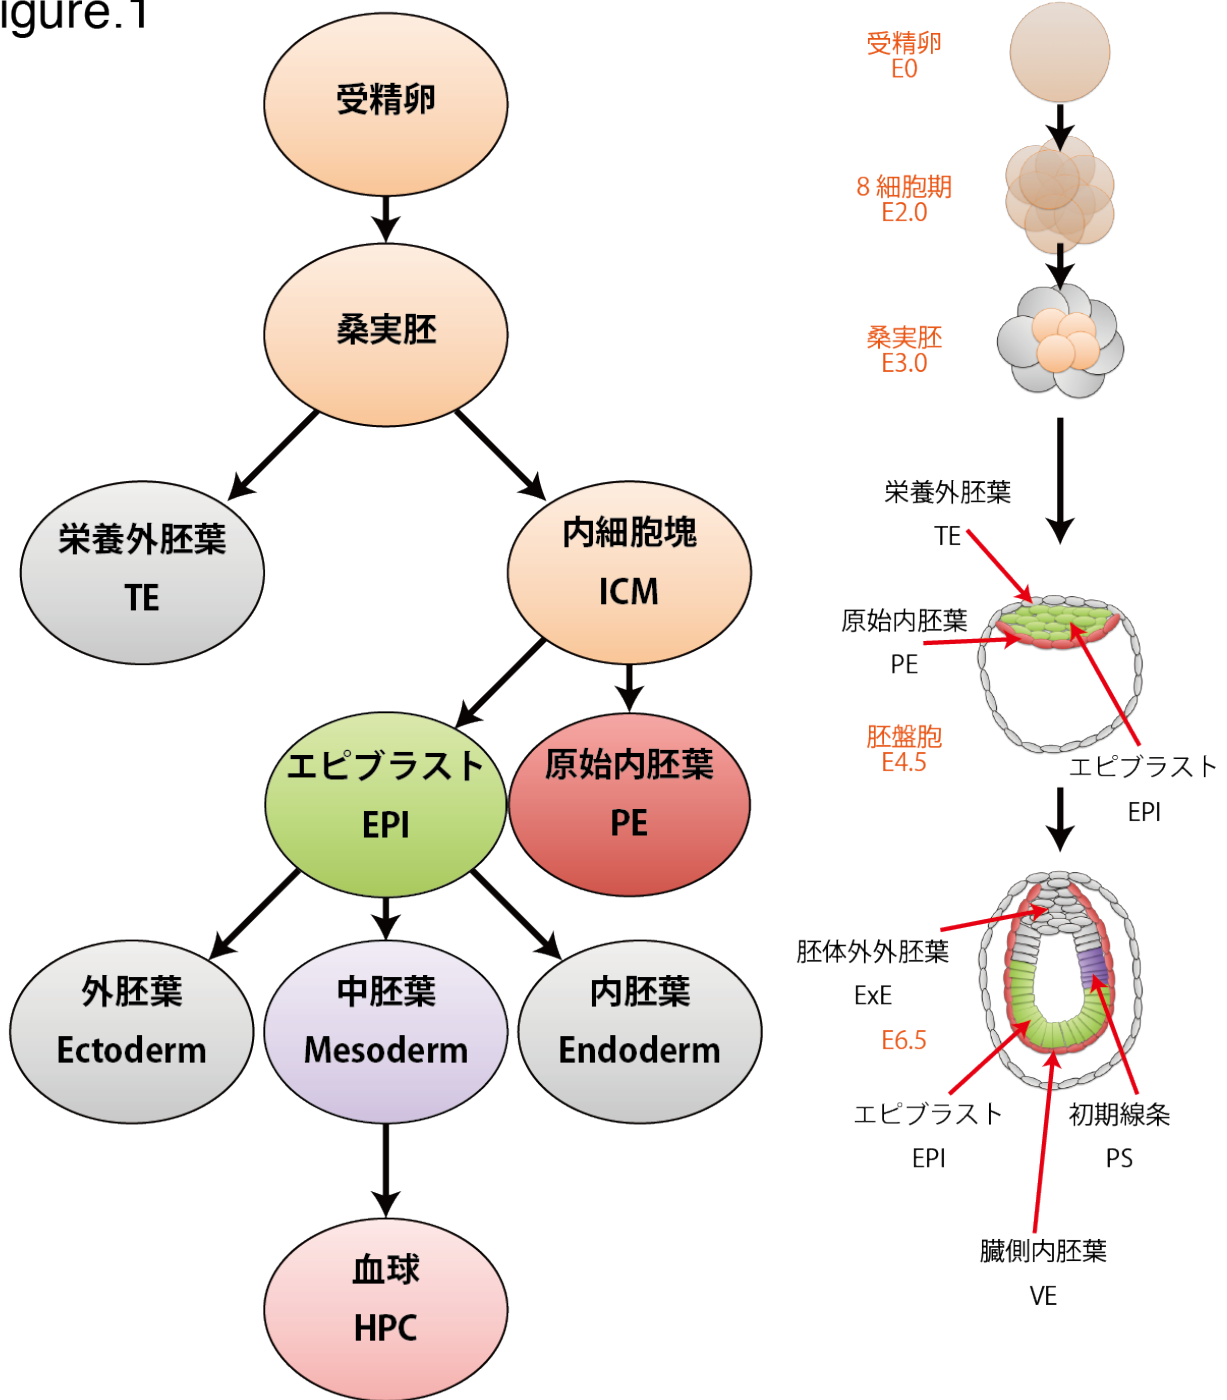 igure.1
受精卵
桑実胚
栄養外胚葉
TE
内細胞塊
ICM
エピブラスト
EPI
原始内胚葉
PE
外胚葉
Ectoderm
中胚葉
Mesoderm
内胚葉
Endoderm
血球
HPC
受精卵
E0
8 細胞期
E2.0
桑実胚
E3.0
栄養外胚葉
TE
原始内胚葉
PE
胚盤胞
E4.5
エピブラスト
EPI
胚体外外胚葉
ExE
E6.5
エピブラスト
EPI
初期線条
PS
臓側内胚葉
VE